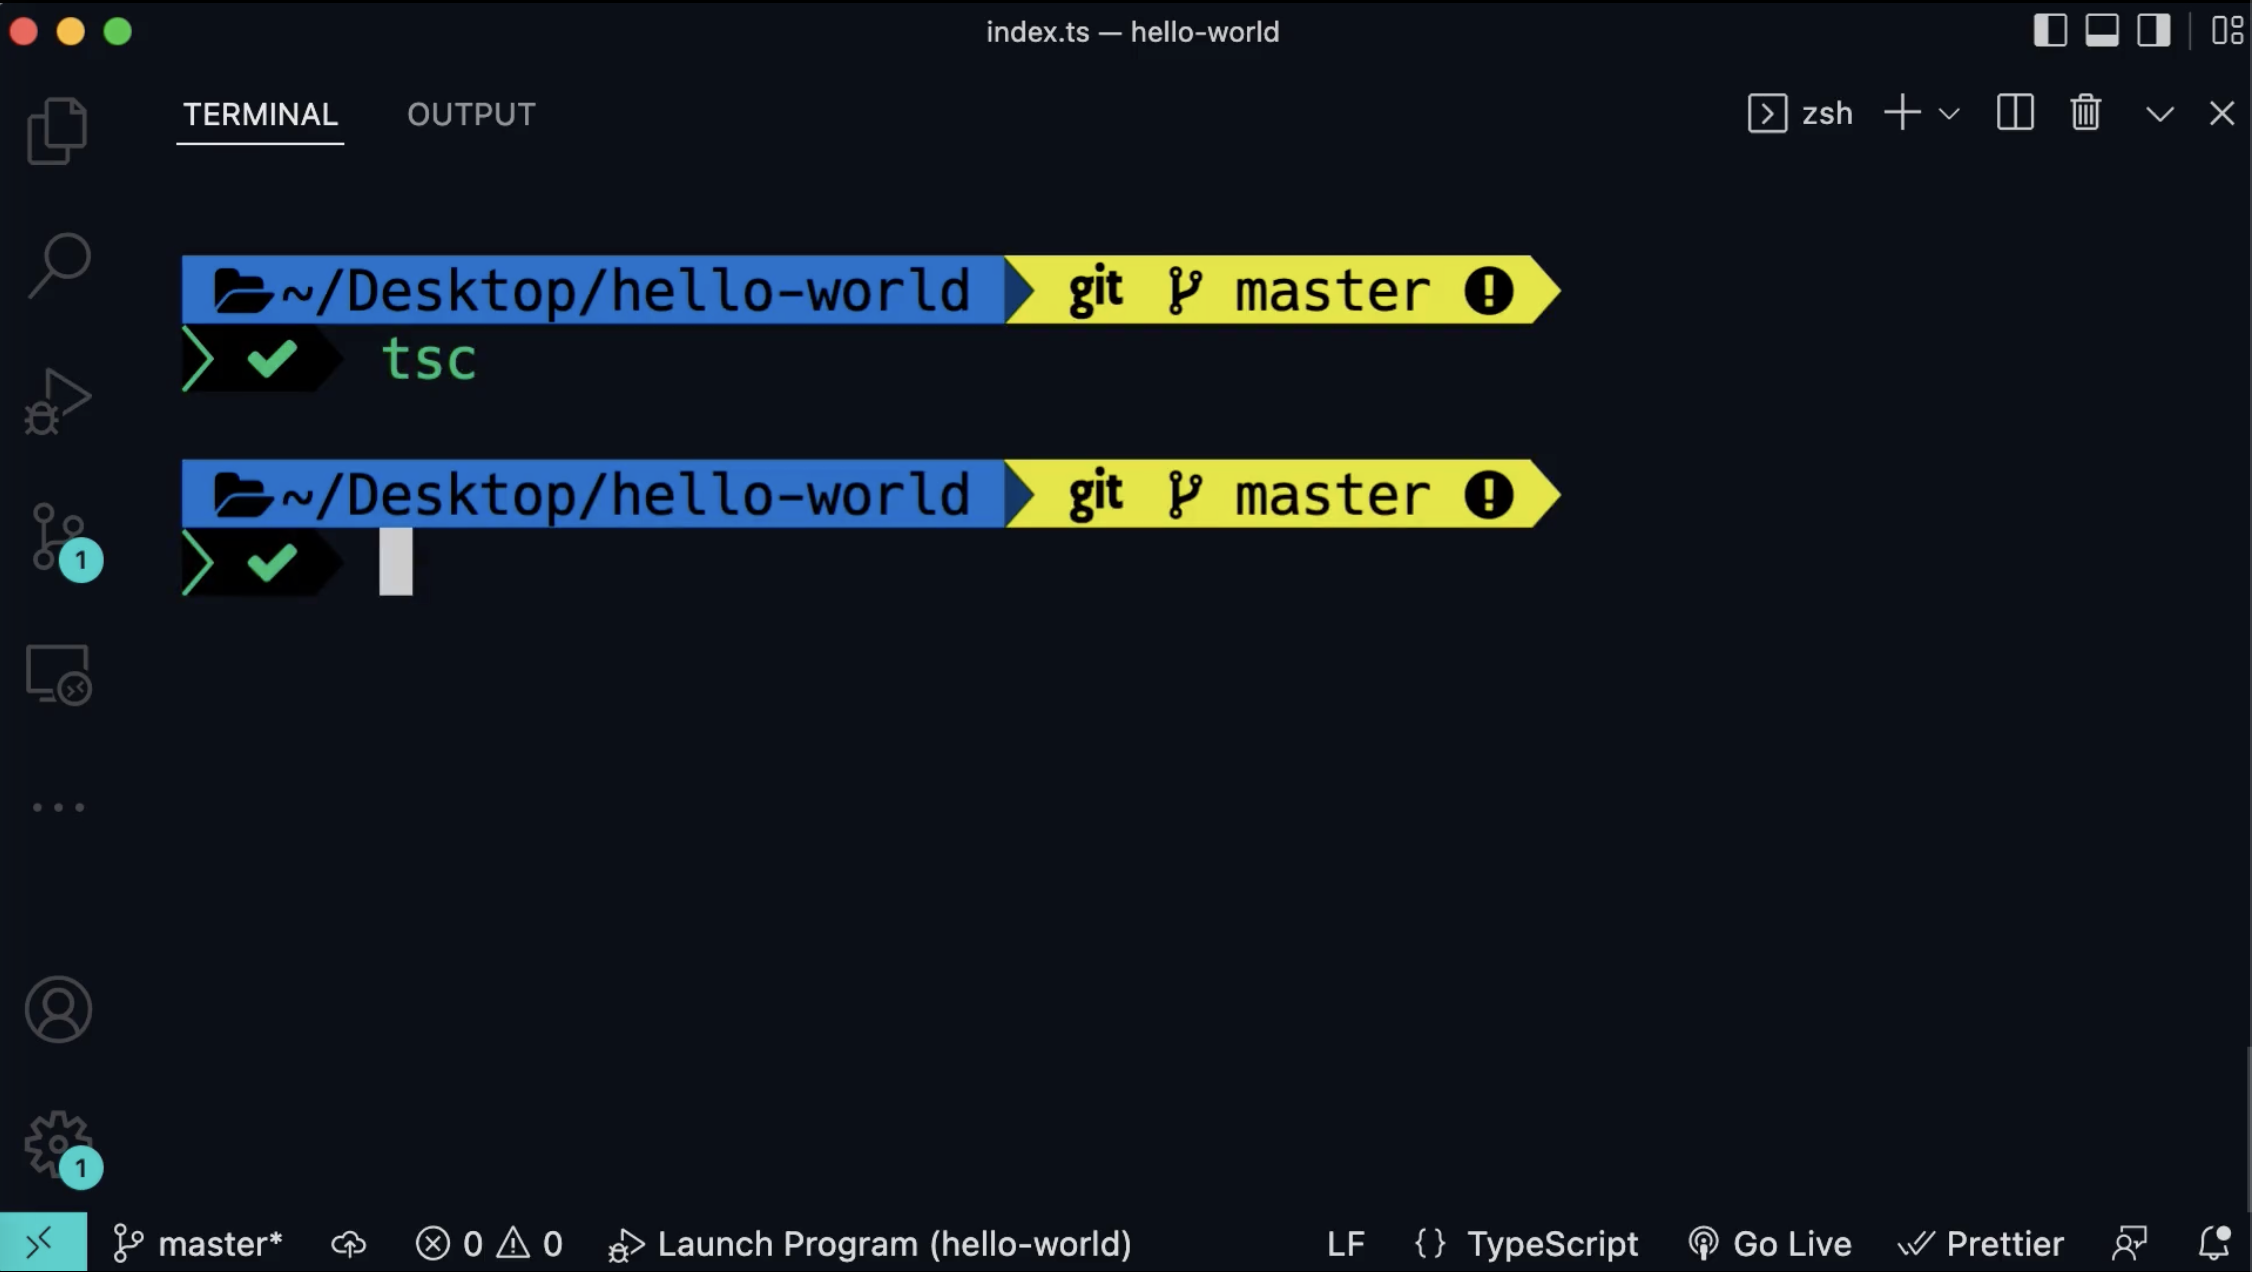 index.ts — hello-world
TERMINAL OUTPUT zsh
~/Desktop/hello-world git master
tsc
~/Desktop/hello-world git master
1
1
master* 0 0 Launch Program (hello-world) LF {} TypeScript Go Live Prettier